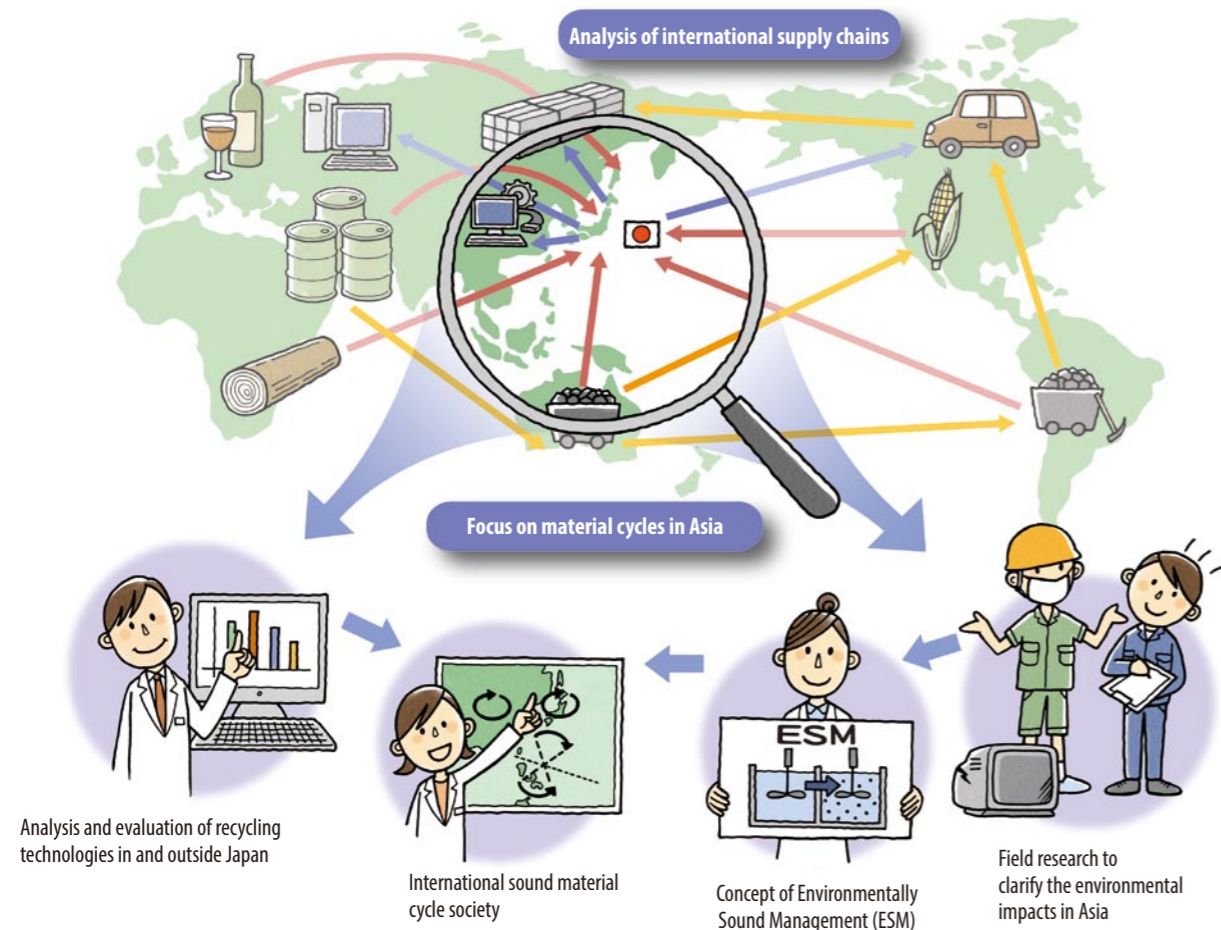 Analysis of international supply chains
Focus on material cycles in Asia
ESM
Analysis and evaluation of recycling
technologies in and outside Japan
International sound material
cycle society
Concept of Environmentally
Sound Management (ESM)
Field research to
clarify the environmental
impacts in Asia